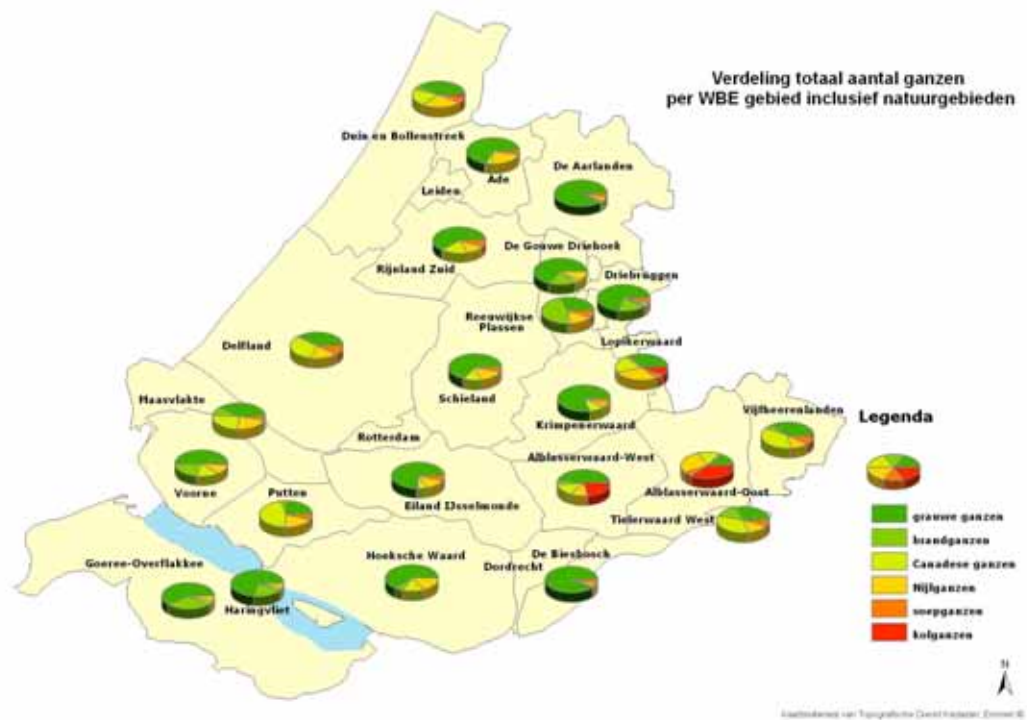 Verdeling totaal aantal ganzen
per WBE gebied inclusief natuurgebieden
Duin en Bollenstreek
Ade
De Aarlanden
Leiden
Rijnland Zuid
De Gouwe Driehoek
Driebruggen
Reeuwijkse
Plassen
Lopikerwaard
Delfland
Schieland
Maasvlakte
Krimpenerwaard
Vijfheerenlanden
Rotterdam
Alblasserwaard-West
Voorne
Putten
Eiland IJsselmonde
Alblasserwaard-Oost
Tielerwaard West
Goeree-Overflakkee
Haringvliet
Hoeksche Waard
De Biesbosch
Dordrecht
Legenda
grauwe ganzen
brandganzen
Canadese ganzen
Nijlganzen
soepganzen
kolganzen
N